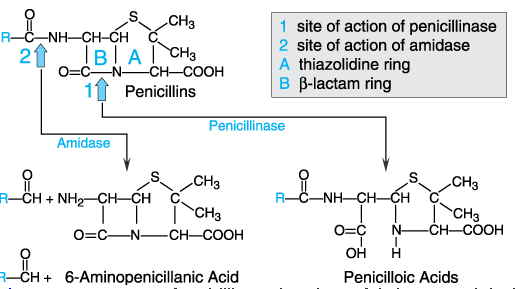 O
S CH₃
R–C–NH–CH–CH C
CH₃
2 B A
O=C–N–CH–COOH
1 Penicillins
1 site of action of penicillinase
2 site of action of amidase
A thiazolidine ring
B β-lactam ring
Amidase
Penicillinase
O
S CH₃
R–CH + NH₂–CH–CH C
CH₃
O=C–N–CH–COOH
O
R–CH + 6-Aminopenicillanic Acid
O
S CH₃
R–C–NH–CH–CH C
CH₃
O=C N–CH–COOH
OH H
Penicilloic Acids